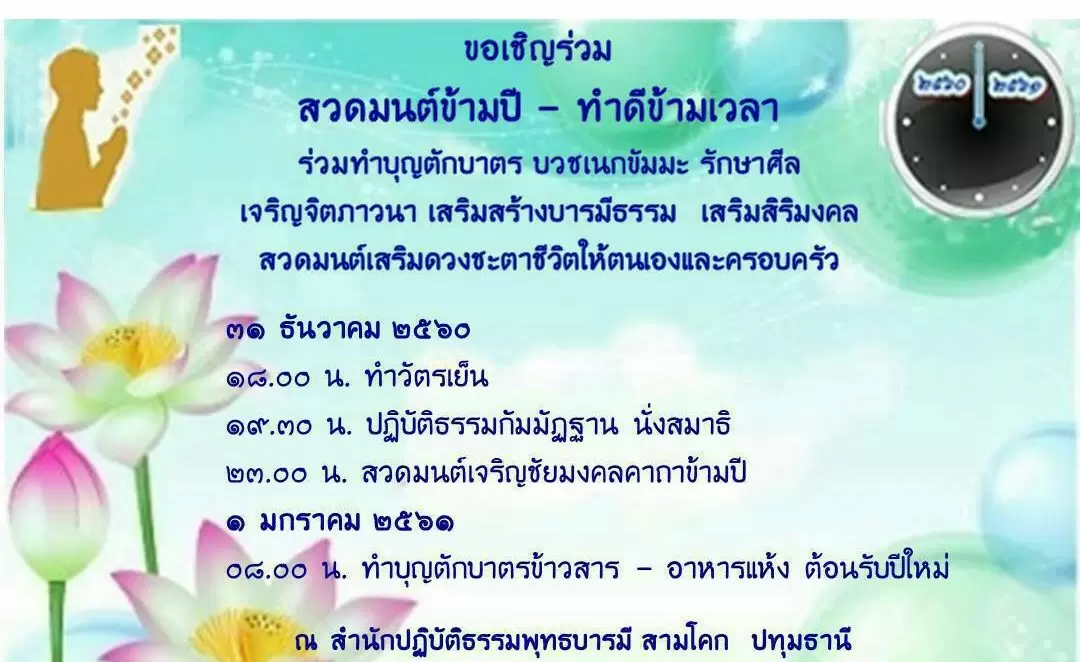 ขอเชิญร่วม
สวดมนต์ข้ามปี – ทำดีข้ามเวลา
๒๕๖๐ ๒๕๖๑
ร่วมทำบุญตักบาตร บวชเนกขัมมะ รักษาศีล
เจริญจิตภาวนา เสริมสร้างบารมีธรรม เสริมสิริมงคล
สวดมนต์เสริมดวงชะตาชีวิตให้ตนเองและครอบครัว
๓๑ ธันวาคม ๒๕๖๐
๑๘.๐๐ น. ทำวัตรเย็น
๑๙.๓๐ น. ปฏิบัติธรรมกัมมัฏฐาน นั่งสมาธิ
๒๓.๐๐ น. สวดมนต์เจริญชัยมงคลคาถาข้ามปี
๑ มกราคม ๒๕๖๑
๐๘.๐๐ น. ทำบุญตักบาตรข้าวสาร – อาหารแห้ง ต้อนรับปีใหม่
ณ สำนักปฏิบัติธรรมพุทธบารมี สามโคก ปทุมธานี